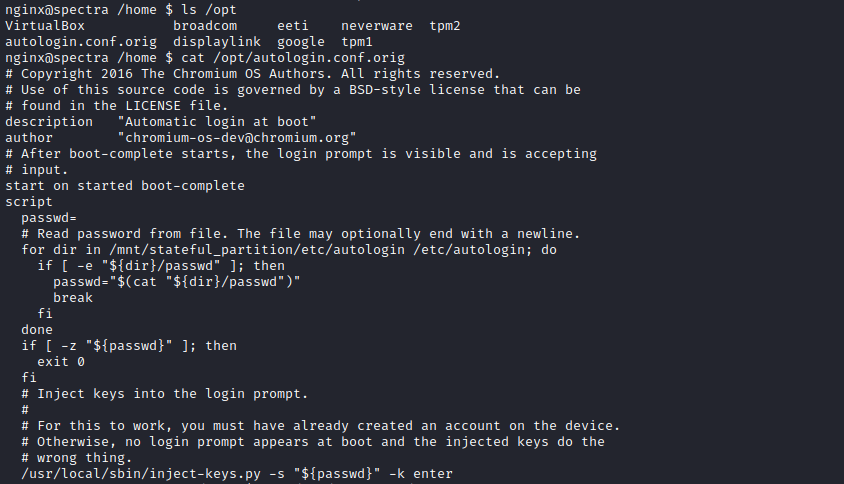 nginx@spectra /home $ ls /opt
VirtualBox           broadcom     eeti    neverware  tpm2
autologin.conf.orig  displaylink  google  tpm1
nginx@spectra /home $ cat /opt/autologin.conf.orig
# Copyright 2016 The Chromium OS Authors. All rights reserved.
# Use of this source code is governed by a BSD-style license that can be
# found in the LICENSE file.
description   "Automatic login at boot"
author        "chromium-os-dev@chromium.org"
# After boot-complete starts, the login prompt is visible and is accepting
# input.
start on started boot-complete
script
  passwd=
  # Read password from file. The file may optionally end with a newline.
  for dir in /mnt/stateful_partition/etc/autologin /etc/autologin; do
    if [ -e "${dir}/passwd" ]; then
      passwd="$(cat "${dir}/passwd")"
      break
    fi
  done
  if [ -z "${passwd}" ]; then
    exit 0
  fi
  # Inject keys into the login prompt.
  #
  # For this to work, you must have already created an account on the device.
  # Otherwise, no login prompt appears at boot and the injected keys do the
  # wrong thing.
  /usr/local/sbin/inject-keys.py -s "${passwd}" -k enter